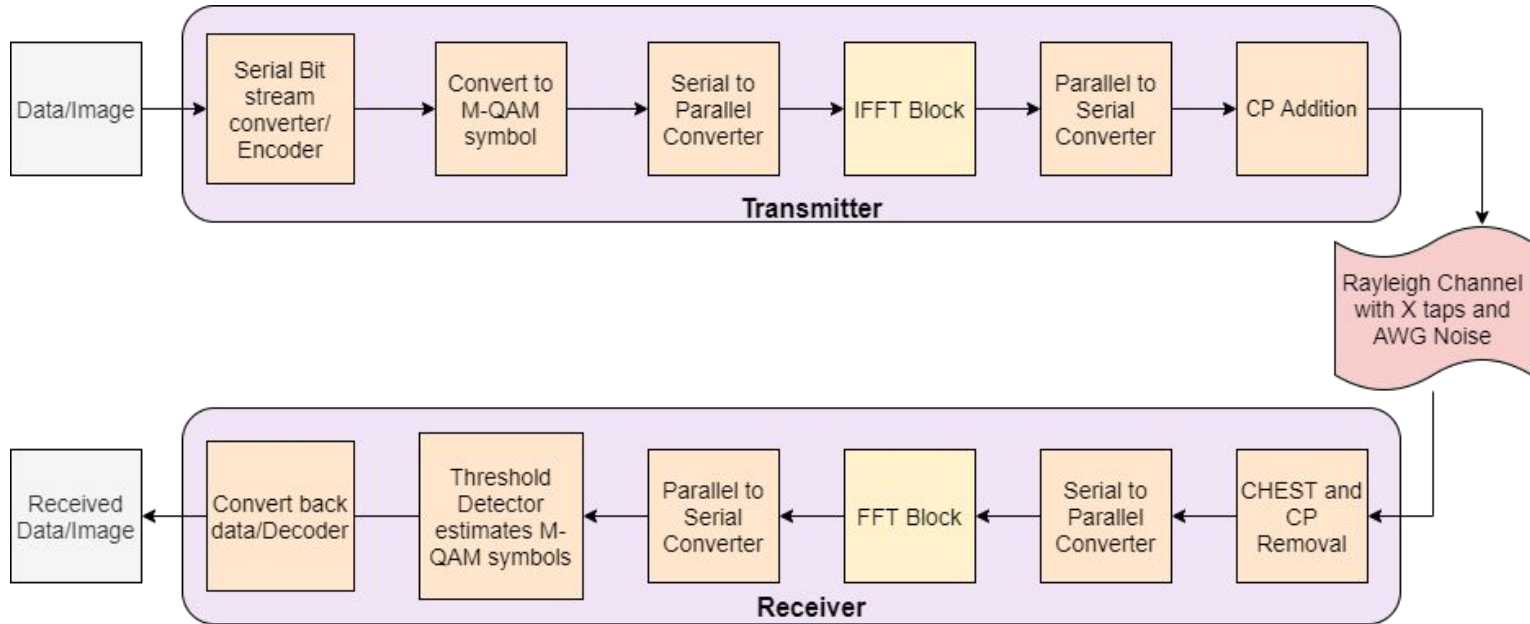 Data/Image
Serial Bit
stream
converter/
Encoder
Convert to
M-QAM
symbol
Serial to
Parallel
Converter
IFFT Block
Parallel to
Serial
Converter
CP Addition
Transmitter
Rayleigh Channel
with X taps and
AWG Noise
Received
Data/Image
Convert back
data/Decoder
Threshold
Detector
estimates M-
QAM symbols
Parallel to
Serial
Converter
FFT Block
Serial to
Parallel
Converter
CHEST and
CP
Removal
Receiver